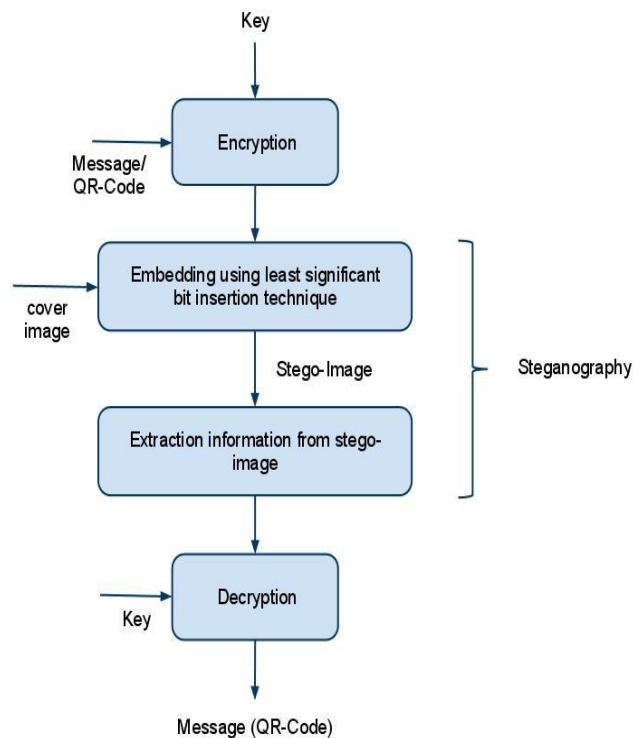 Key
Encryption
Message/
QR-Code
Embedding using least significant
bit insertion technique
cover
image
Stego-Image
Steganography
Extraction information from stego-
image
Decryption
Key
Message (QR-Code)